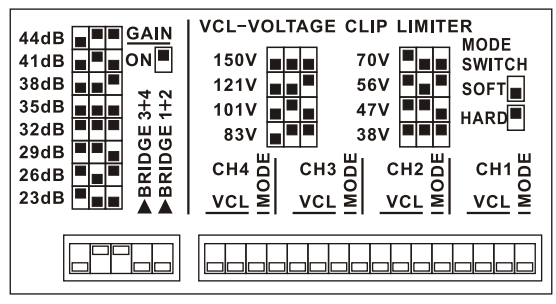 GAIN
ON
44dB
41dB
38dB
35dB
32dB
29dB
26dB
23dB
▲BRIDGE 3+4
▲BRIDGE 1+2
VCL-VOLTAGE CLIP LIMITER
150V
121V
101V
83V
70V
56V
47V
38V
MODE
SWITCH
SOFT
HARD
CH4
VCL
MODE
CH3
VCL
MODE
CH2
VCL
MODE
CH1
VCL
MODE